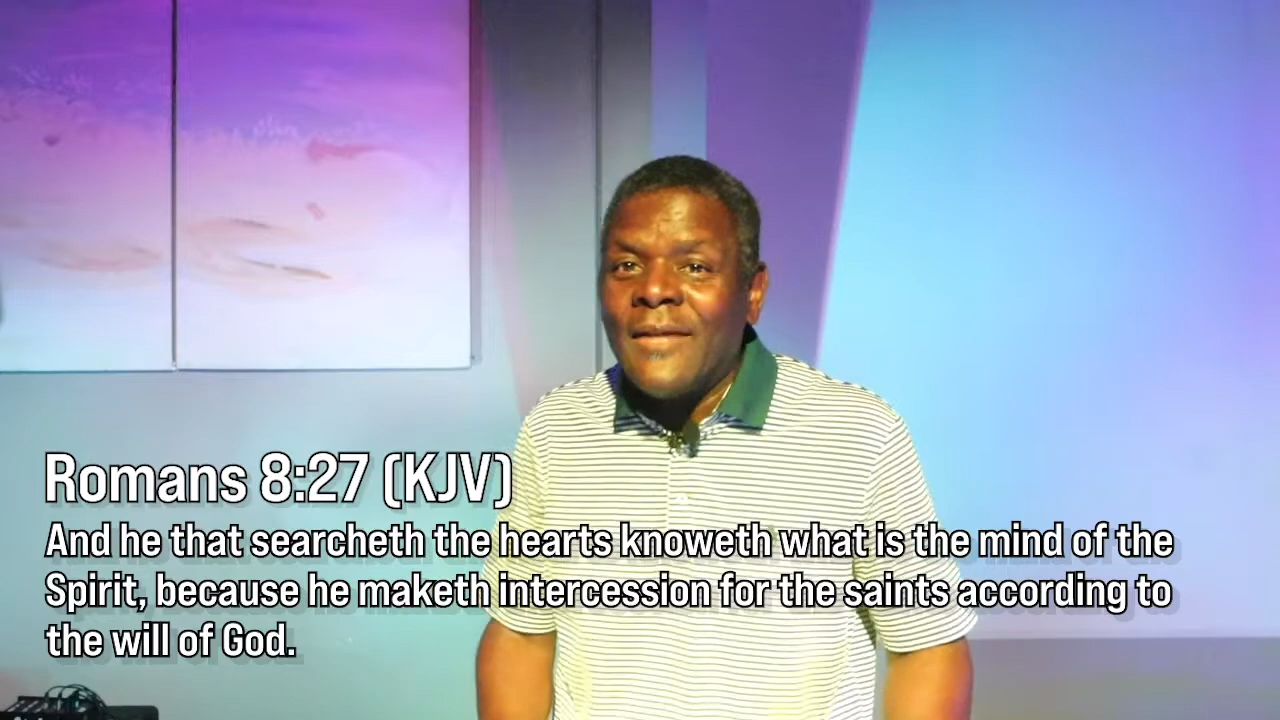 Romans 8:27 (KJV)
And he that searcheth the hearts knoweth what is the mind of the
Spirit, because he maketh intercession for the saints according to
the will of God.